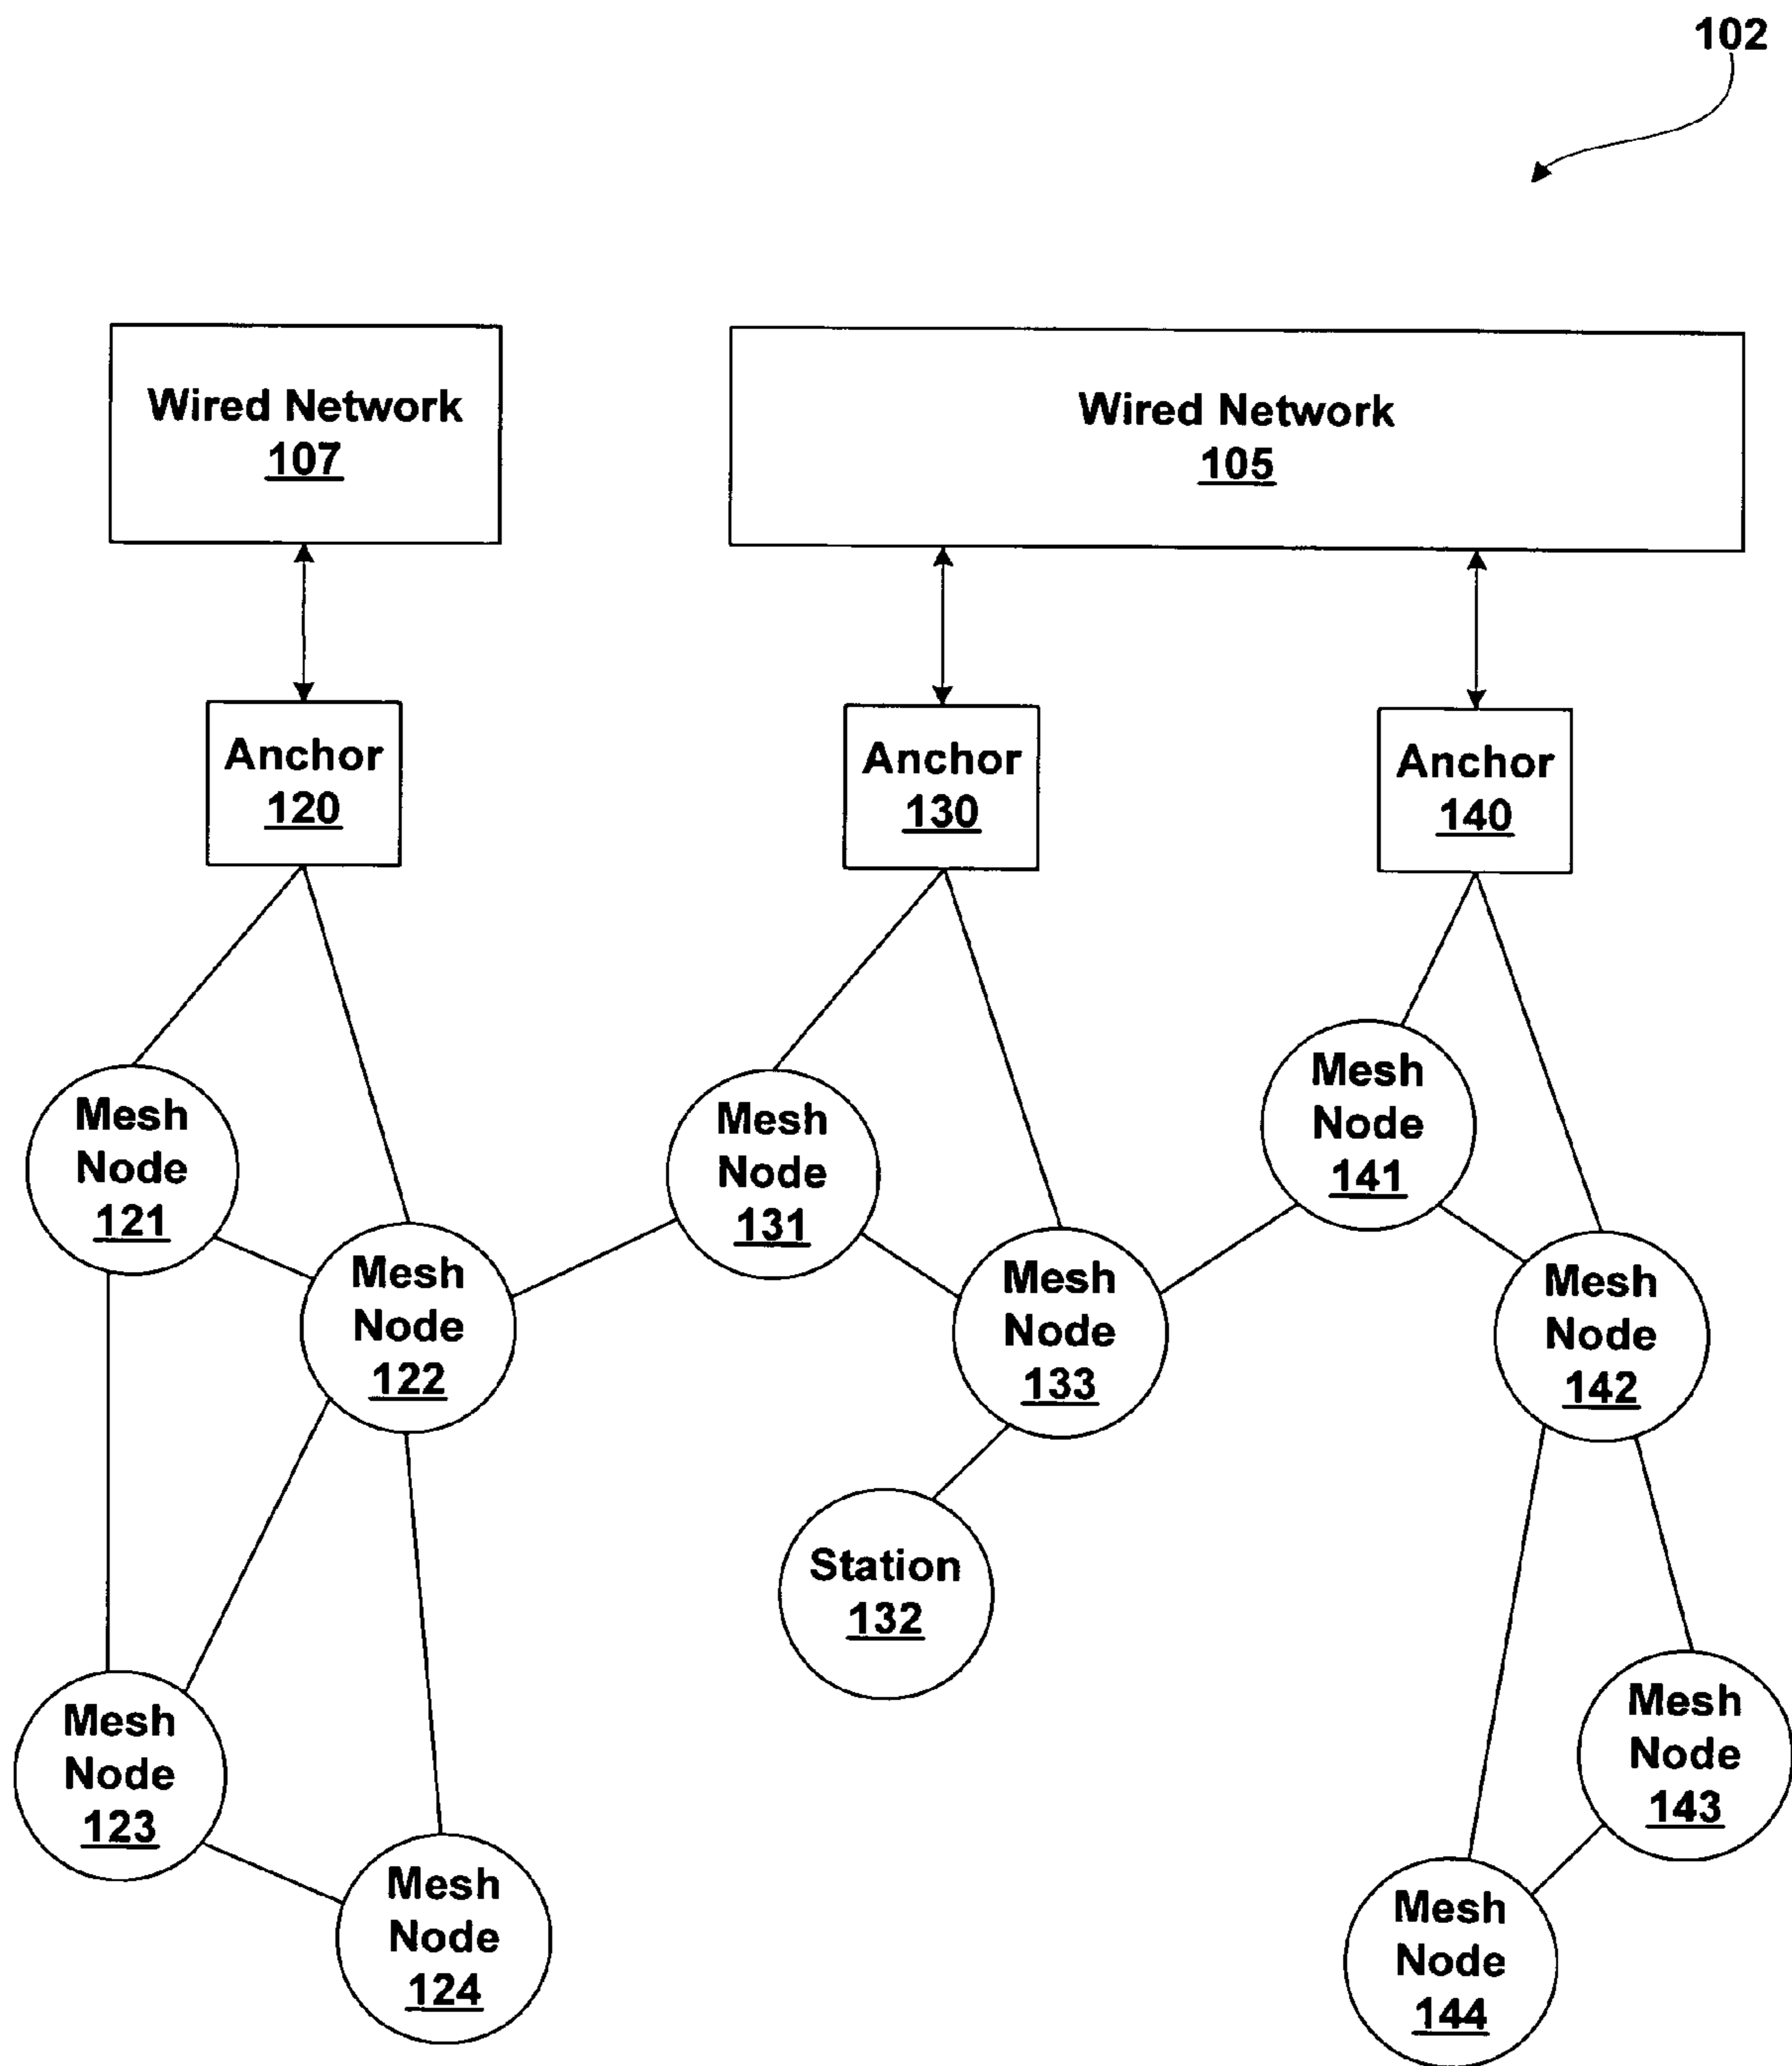 102
Wired Network
107
Wired Network
105
Anchor
120
Anchor
130
Anchor
140
Mesh
Node
121
Mesh
Node
122
Mesh
Node
131
Mesh
Node
133
Mesh
Node
141
Mesh
Node
142
Station
132
Mesh
Node
123
Mesh
Node
124
Mesh
Node
143
Mesh
Node
144